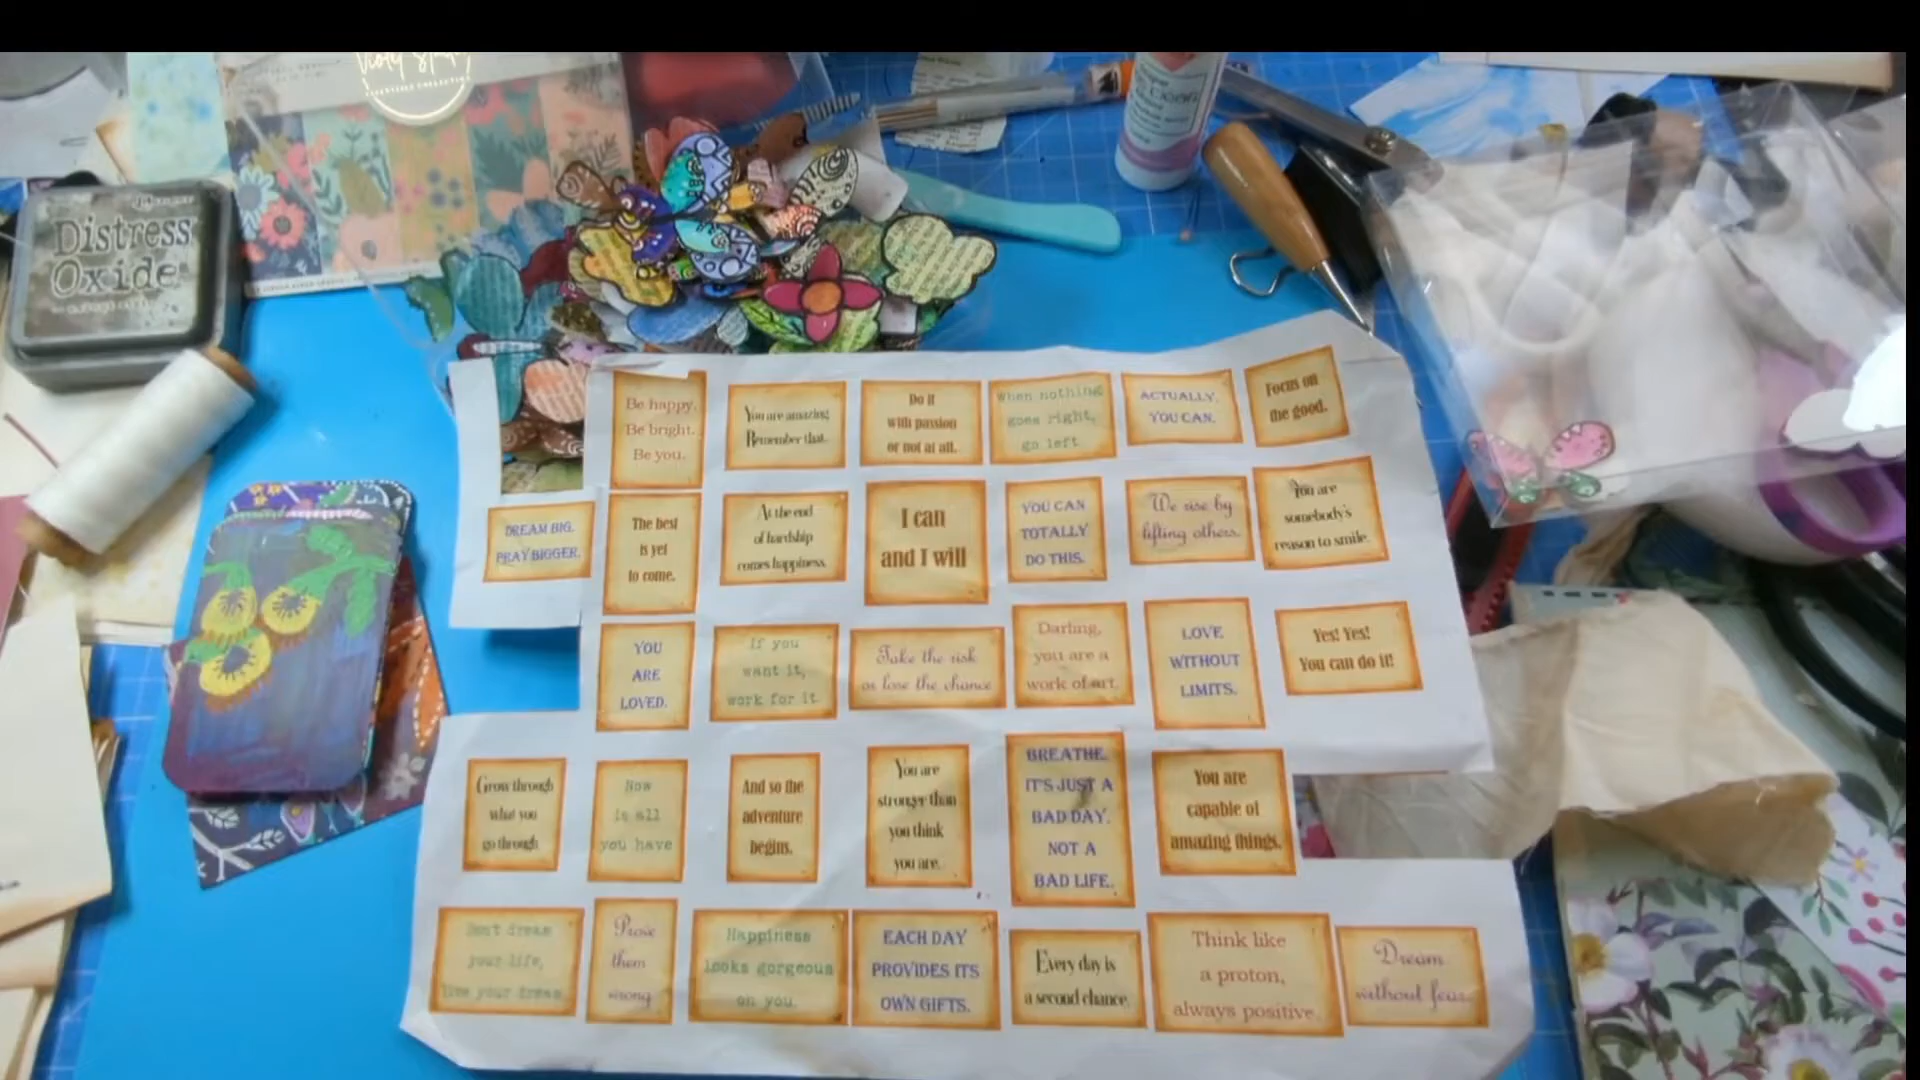 Distress
Oxide
Be happy.
Be bright.
Be you.
You are amazing
Remember that.
Do it
with passion
or not at all.
When nothing
goes right,
go left
ACTUALLY,
YOU CAN.
Focus on
the good.
DREAM BIG.
PRAY BIGGER.
The best
is yet
to come.
At the end
of hardship
comes happiness.
I can
and I will
YOU CAN
TOTALLY
DO THIS.
We rise by
lifting others.
You are
somebody's
reason to smile.
YOU
ARE
LOVED.
If you
want it,
work for it.
Take the risk
or lose the chance
Darling,
you are a
work of art.
LOVE
WITHOUT
LIMITS.
Yes! Yes!
You can do it!
Grow through
what you
go through.
Now
is all
you have
And so the
adventure
begins.
You are
stronger than
you think
you are.
BREATHE.
IT'S JUST A
BAD DAY,
NOT A
BAD LIFE.
You are
capable of
amazing things.
Don't dream
your life,
live your dream.
Prove
them
wrong
Happiness
looks gorgeous
on you.
EACH DAY
PROVIDES ITS
OWN GIFTS.
Every day is
a second chance.
Think like
a proton,
always positive.
Dream
without fear.